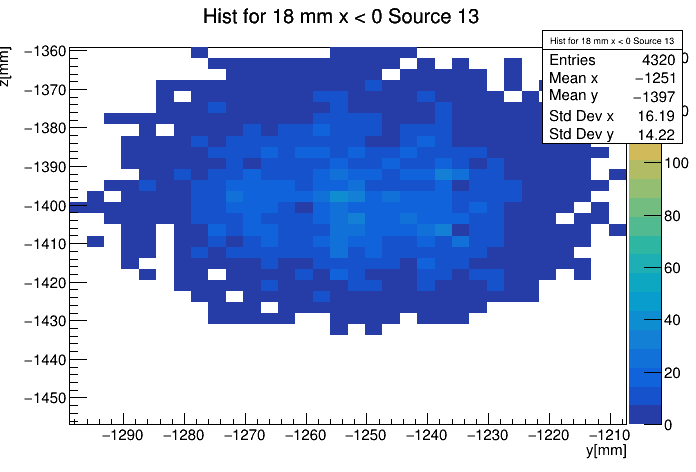 Hist for 18 mm x < 0 Source 13
z[mm]
Hist for 18 mm x < 0 Source 13
Entries 4320
Mean x −1251
Mean y −1397
Std Dev x 16.19
Std Dev y 14.22
−1360
−1370
−1380
−1390
−1400
−1410
−1420
−1430
−1440
−1450
100
80
60
40
20
0
−1290 −1280 −1270 −1260 −1250 −1240 −1230 −1220 −1210
y[mm]